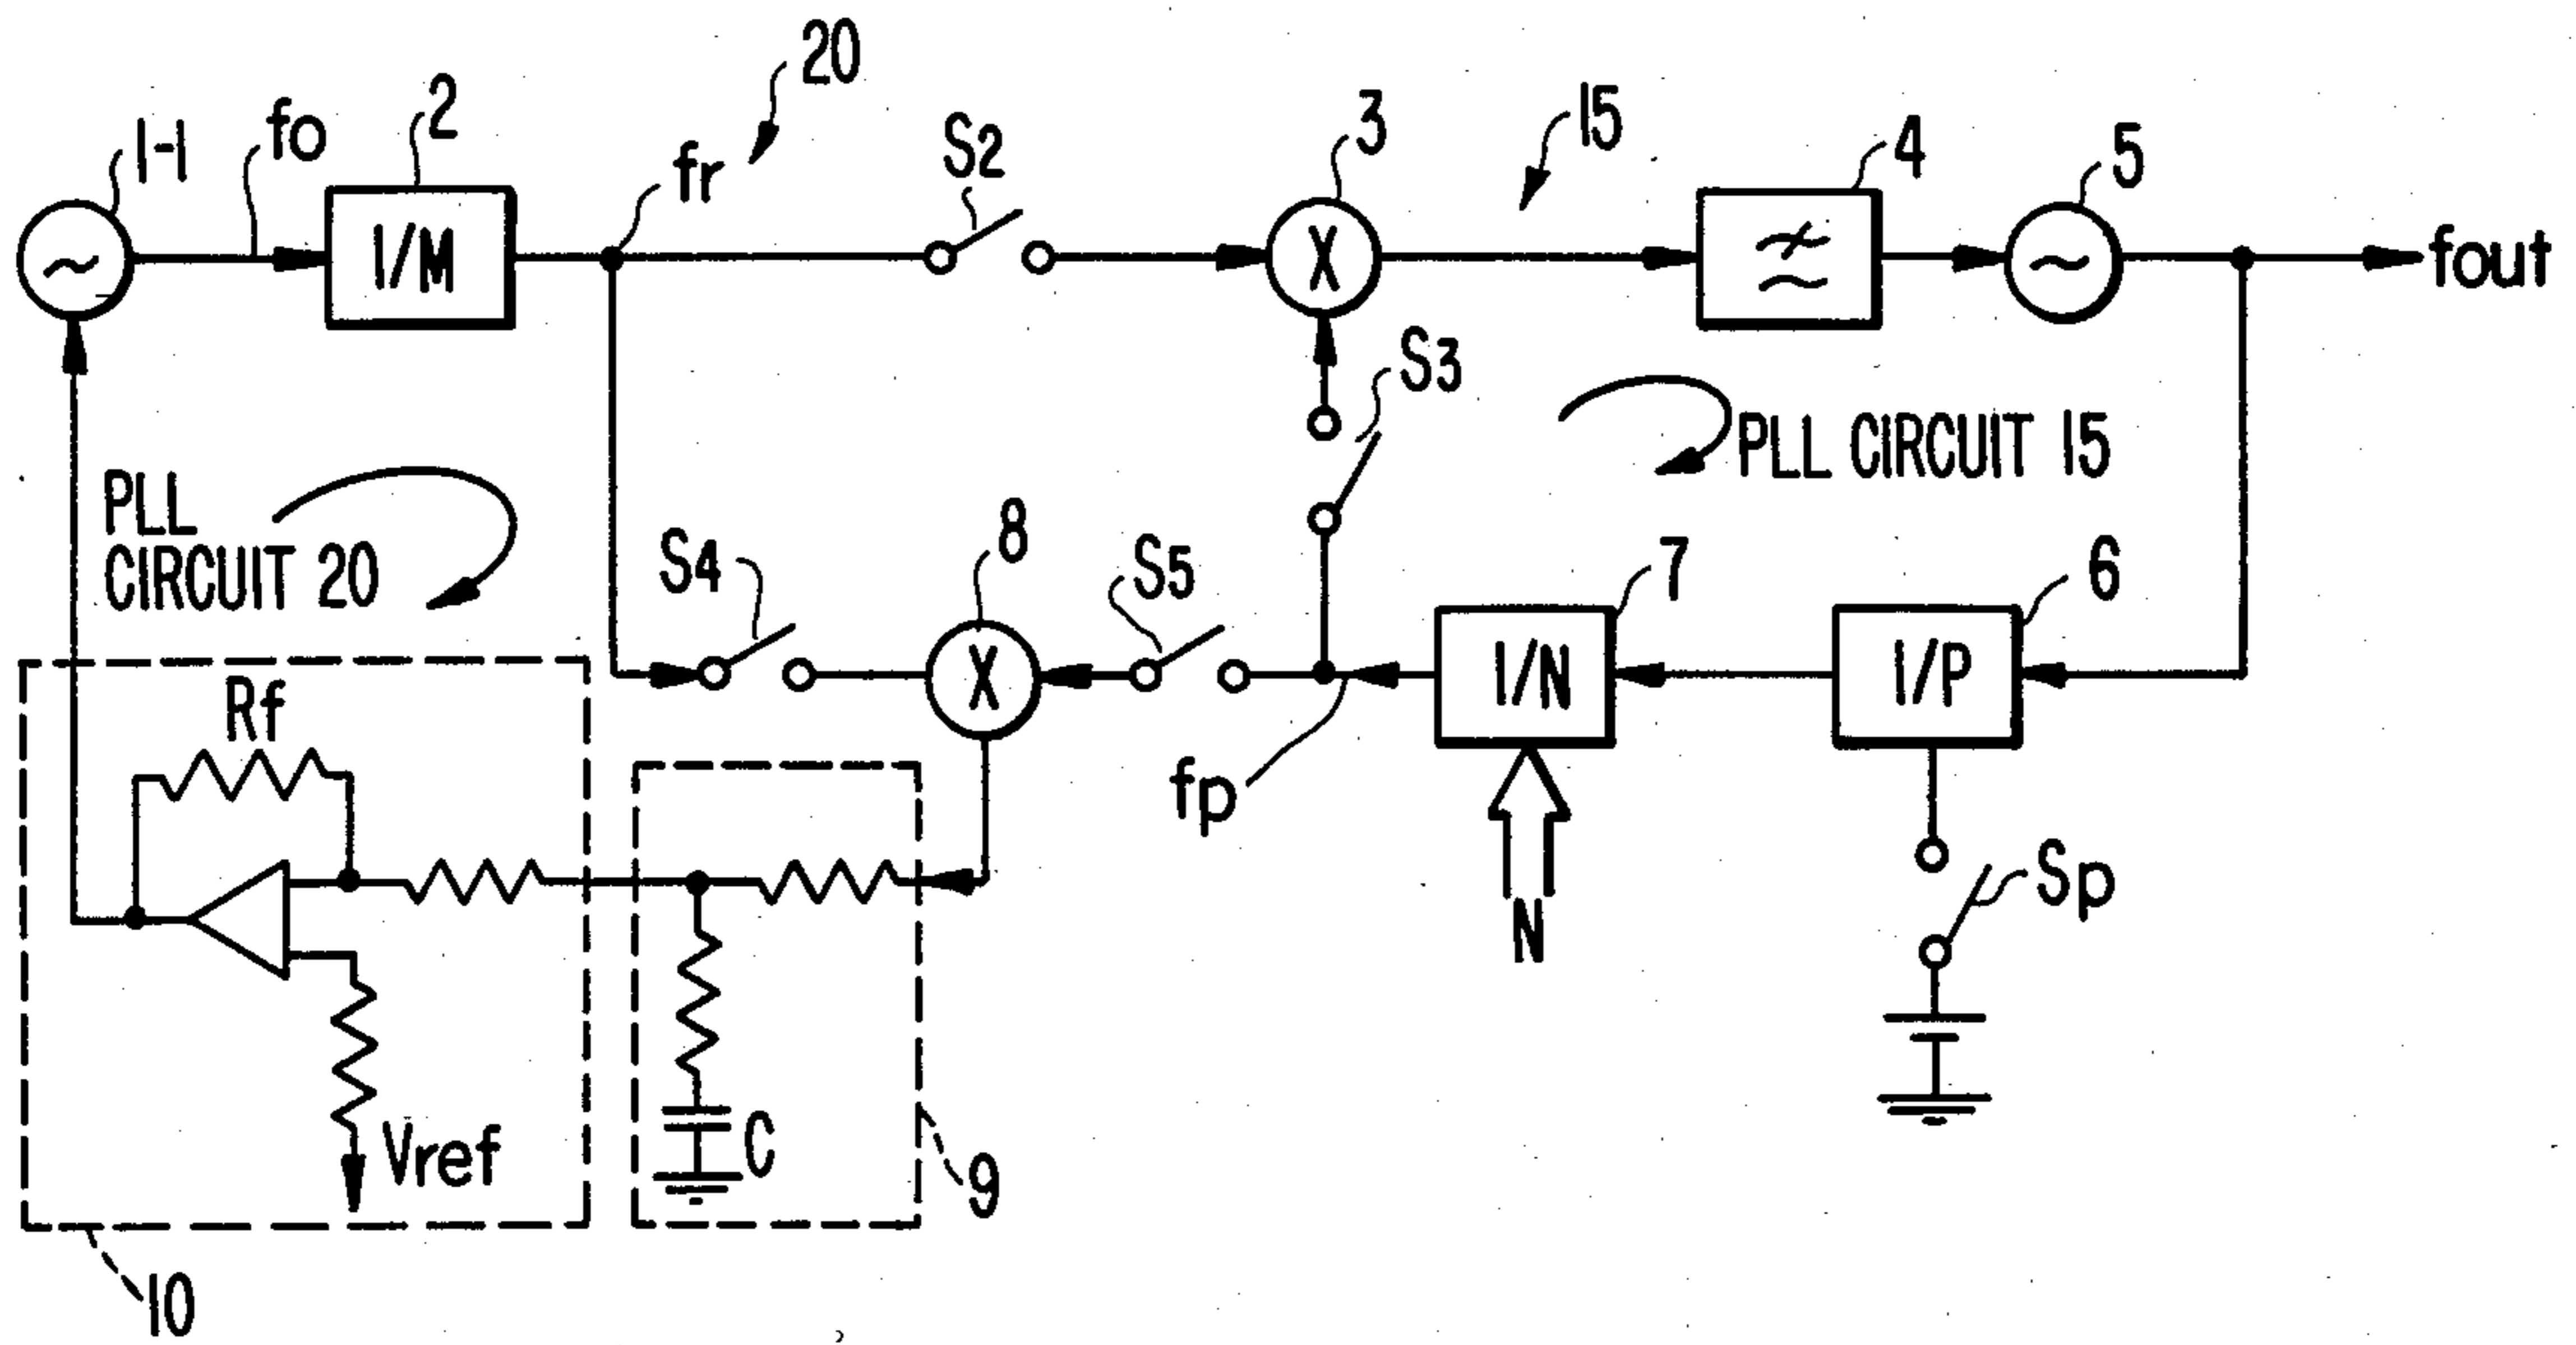 20
1-1
fo
2
fr
S2
3
15
4
5
1/M
X
fout
S3
PLL CIRCUIT 15
PLL
CIRCUIT 20
S4
8
S5
7
6
X
1/N
1/P
Rf
fp
N
Sp
Vref
C
9
10